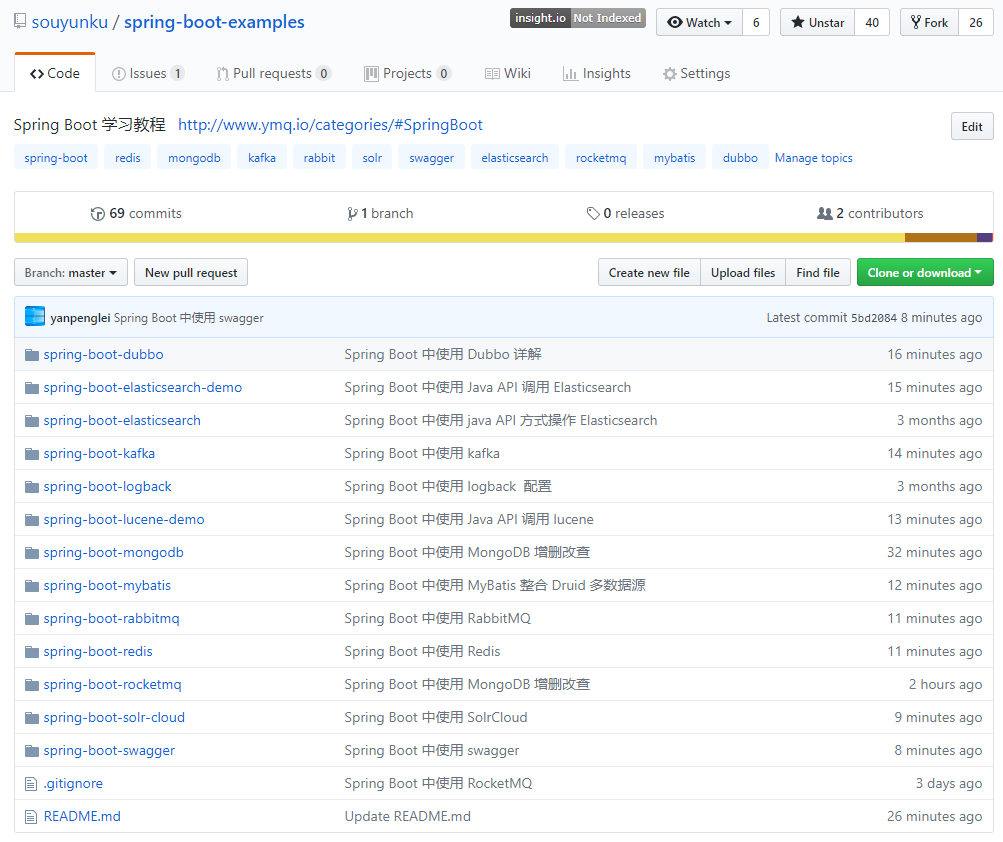 souyunku / spring-boot-examples
insight.io Not Indexed
Watch 6
Unstar 40
Fork 26
Code
Issues 1
Pull requests 0
Projects 0
Wiki
Insights
Settings
Spring Boot 学习教程 http://www.ymq.io/categories/#SpringBoot
Edit
spring-boot redis mongodb kafka rabbit solr swagger elasticsearch rocketmq mybatis dubbo Manage topics
69 commits
1 branch
0 releases
2 contributors
Branch: master
New pull request
Create new file
Upload files
Find file
Clone or download
yanpenglei Spring Boot 中使用 swagger Latest commit 5bd2084 8 minutes ago
spring-boot-dubbo Spring Boot 中使用 Dubbo 详解 16 minutes ago
spring-boot-elasticsearch-demo Spring Boot 中使用 Java API 调用 Elasticsearch 15 minutes ago
spring-boot-elasticsearch Spring Boot 中使用 java API 方式操作 Elasticsearch 3 months ago
spring-boot-kafka Spring Boot 中使用 kafka 14 minutes ago
spring-boot-logback Spring Boot 中使用 logback 配置 3 months ago
spring-boot-lucene-demo Spring Boot 中使用 Java API 调用 lucene 13 minutes ago
spring-boot-mongodb Spring Boot 中使用 MongoDB 增删改查 32 minutes ago
spring-boot-mybatis Spring Boot 中使用 MyBatis 整合 Druid 多数据源 12 minutes ago
spring-boot-rabbitmq Spring Boot 中使用 RabbitMQ 11 minutes ago
spring-boot-redis Spring Boot 中使用 Redis 11 minutes ago
spring-boot-rocketmq Spring Boot 中使用 MongoDB 增删改查 2 hours ago
spring-boot-solr-cloud Spring Boot 中使用 SolrCloud 9 minutes ago
spring-boot-swagger Spring Boot 中使用 swagger 8 minutes ago
.gitignore Spring Boot 中使用 RocketMQ 3 days ago
README.md Update README.md 26 minutes ago